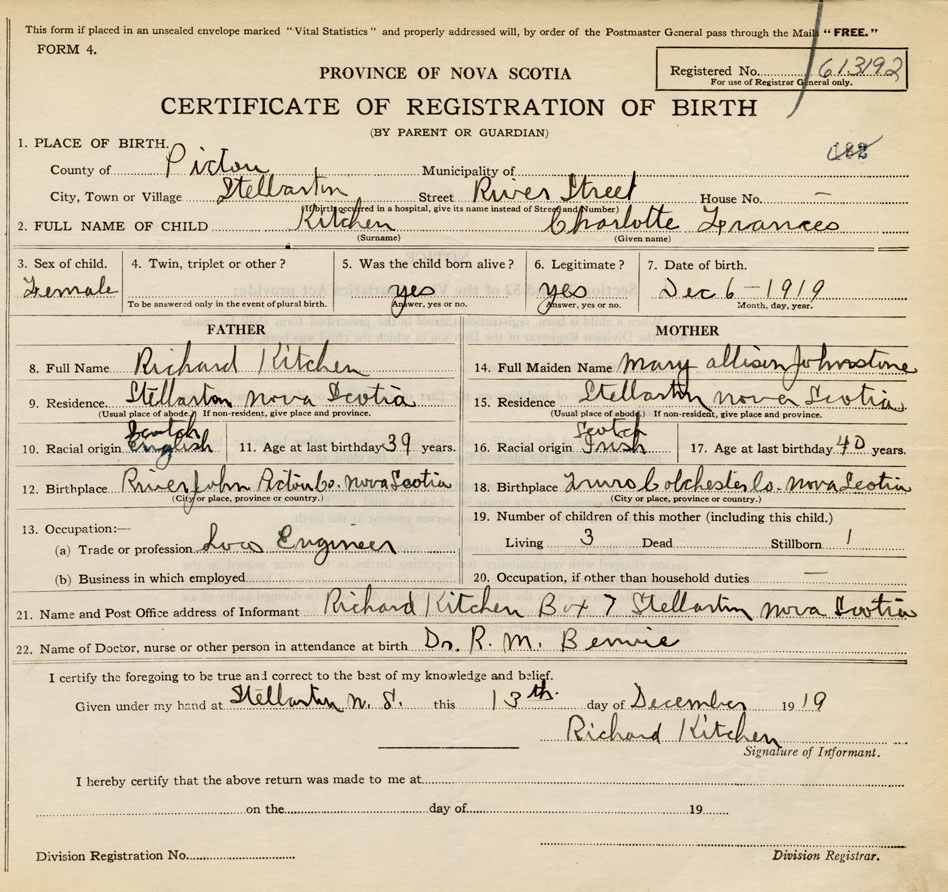 This form if placed in an unsealed envelope marked "Vital Statistics" and properly addressed will, by order of the Postmaster General pass through the Mails "FREE."
FORM 4.
PROVINCE OF NOVA SCOTIA
Registered No. 613192
For use of Registrar General only.
CERTIFICATE OF REGISTRATION OF BIRTH
(BY PARENT OR GUARDIAN)
1. PLACE OF BIRTH.
County of Pictou Municipality of
City, Town or Village Stellarton Street River Street House No. —
(If birth occurred in a hospital, give its name instead of Street and Number)
2. FULL NAME OF CHILD Kitchen Charlotte Frances
(Surname) (Given name)
3. Sex of child. 4. Twin, triplet or other? 5. Was the child born alive? 6. Legitimate? 7. Date of birth.
Female yes yes Dec 6 - 1919
To be answered only in the event of plural birth. Answer, yes or no. Answer, yes or no. Month, day, year.
FATHER MOTHER
8. Full Name Richard Kitchen
14. Full Maiden Name Mary Allison Johnstone
9. Residence. Stellarton Nova Scotia
(Usual place of abode) If non-resident, give place and province.
15. Residence Stellarton Nova Scotia
(Usual place of abode) If non-resident, give place and province.
10. Racial origin Scotch English 11. Age at last birthday 39 years.
16. Racial origin Scotch Irish 17. Age at last birthday 40 years.
12. Birthplace River John Pictou Co. Nova Scotia
(City or place, province or country.)
18. Birthplace Truro Colchester Co. Nova Scotia
(City or place, province or country.)
13. Occupation:—
(a) Trade or profession Loco Engineer
(b) Business in which employed
19. Number of children of this mother (including this child.)
Living 3 Dead Stillborn 1
20. Occupation, if other than household duties —
21. Name and Post Office address of Informant Richard Kitchen Box 7 Stellarton Nova Scotia
22. Name of Doctor, nurse or other person in attendance at birth Dr. R. M. Benvie
I certify the foregoing to be true and correct to the best of my knowledge and belief.
Given under my hand at Stellarton N. S. this 13th. day of December 1919
Richard Kitchen
Signature of Informant.
I hereby certify that the above return was made to me at
on the day of 19
Division Registration No.
Division Registrar.